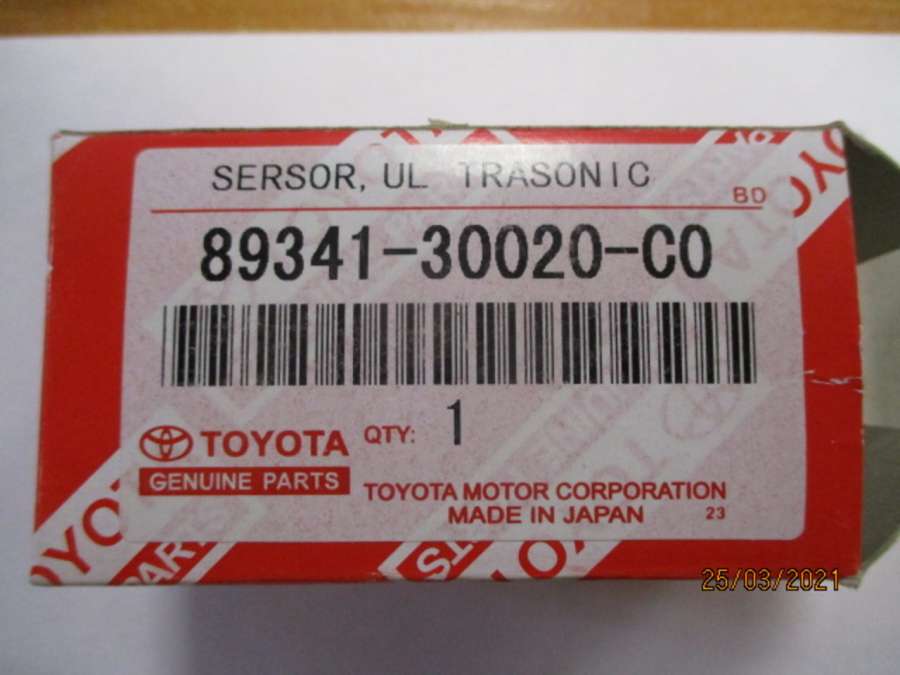 SERSOR, UL TRASONIC
BD
89341-30020-C0
TOYOTA
GENUINE PARTS
QTY: 1
TOYOTA MOTOR CORPORATION
MADE IN JAPAN 23
25/03/2021